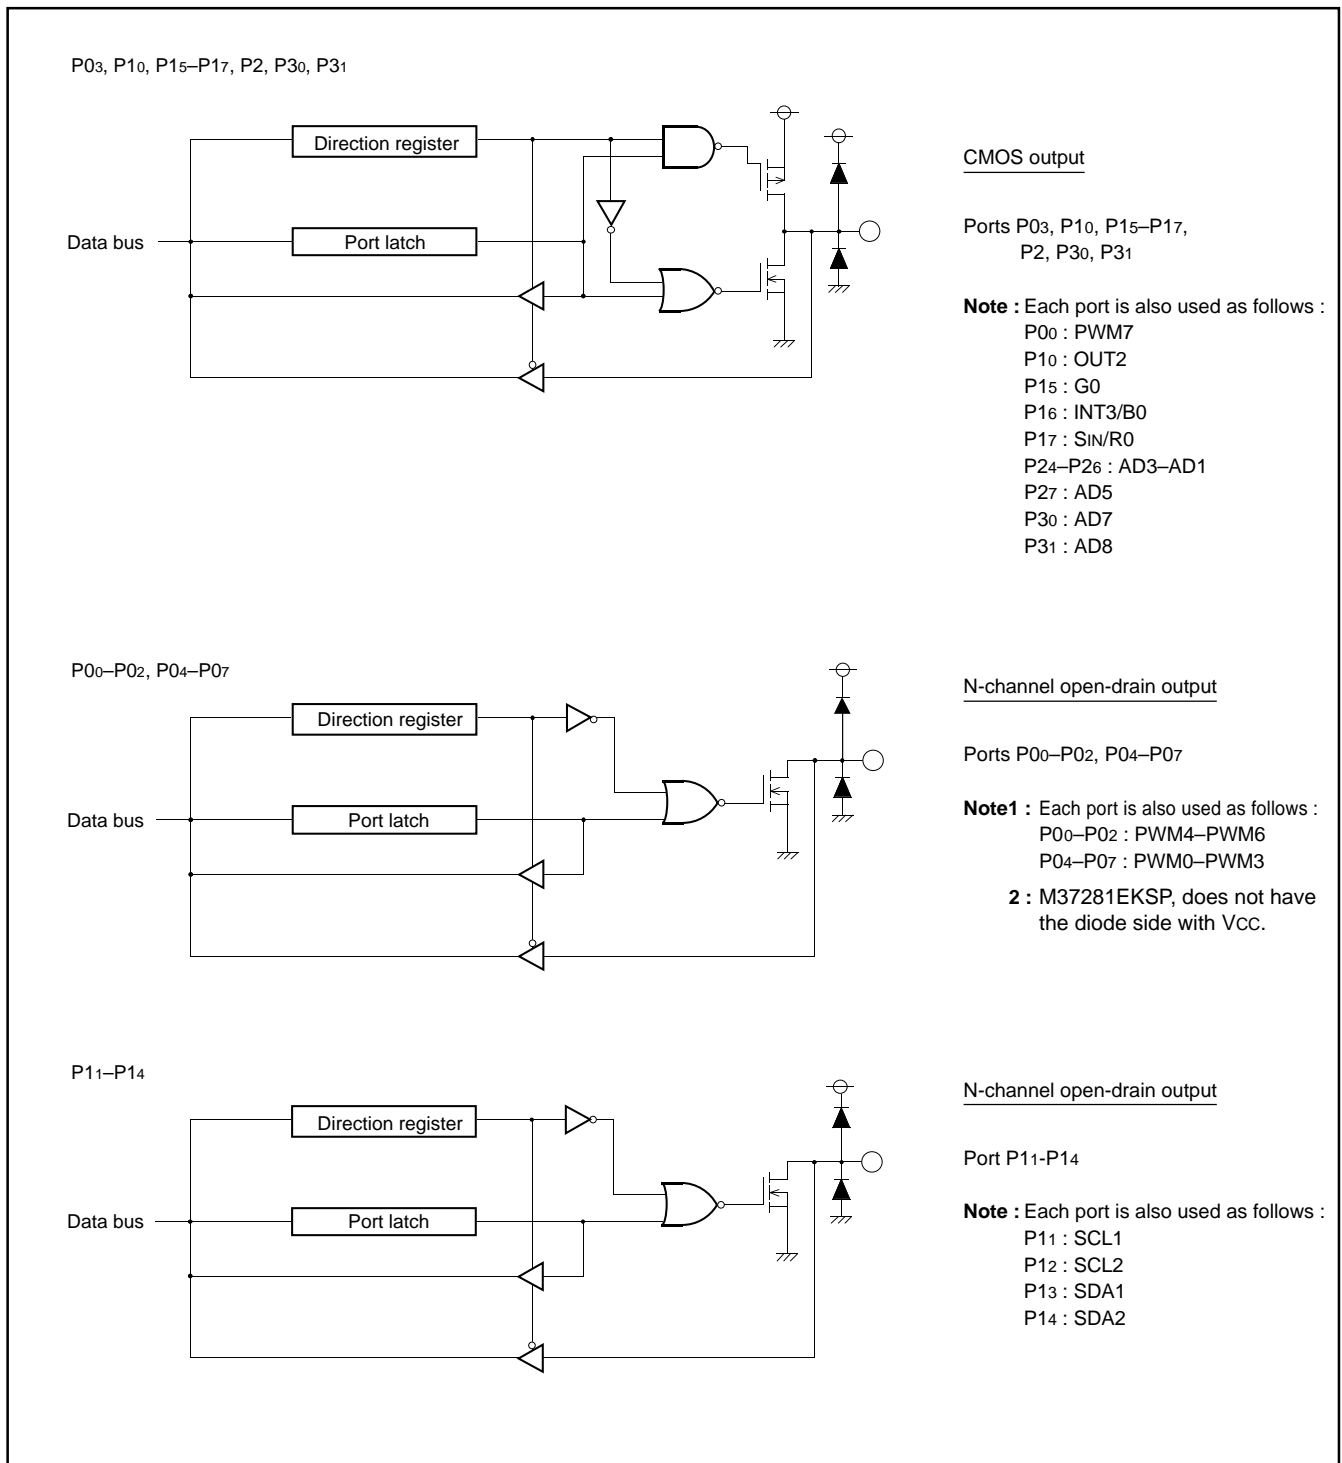 P03, P10, P15–P17, P2, P30, P31
Direction register
Port latch
Data bus
CMOS output
Ports P03, P10, P15–P17,
P2, P30, P31
Note : Each port is also used as follows :
P00 : PWM7
P10 : OUT2
P15 : G0
P16 : INT3/B0
P17 : SIN/R0
P24–P26 : AD3–AD1
P27 : AD5
P30 : AD7
P31 : AD8
P00–P02, P04–P07
Direction register
Port latch
Data bus
N-channel open-drain output
Ports P00–P02, P04–P07
Note1 : Each port is also used as follows :
P00–P02 : PWM4–PWM6
P04–P07 : PWM0–PWM3
2 : M37281EKSP, does not have
the diode side with VCC.
P11–P14
Direction register
Port latch
Data bus
N-channel open-drain output
Port P11-P14
Note : Each port is also used as follows :
P11 : SCL1
P12 : SCL2
P13 : SDA1
P14 : SDA2